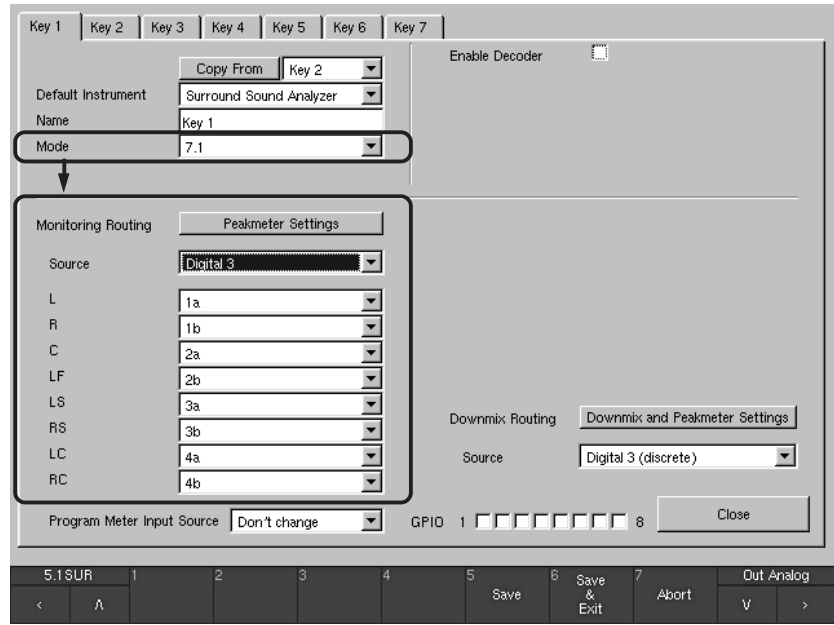 Key 1 Key 2 Key 3 Key 4 Key 5 Key 6 Key 7
Copy From Key 2
Default Instrument Surround Sound Analyzer
Name Key 1
Mode 7.1
Enable Decoder
Monitoring Routing Peakmeter Settings
Source Digital 3
L 1a
R 1b
C 2a
LF 2b
LS 3a
RS 3b
LC 4a
RC 4b
Downmix Routing Downmix and Peakmeter Settings
Source Digital 3 (discrete)
Program Meter Input Source Don't change
GPIO 1 8
Close
5.1SUR 1 2 3 4 5 Save 6 Save & Exit 7 Abort Out Analog
< Λ V >